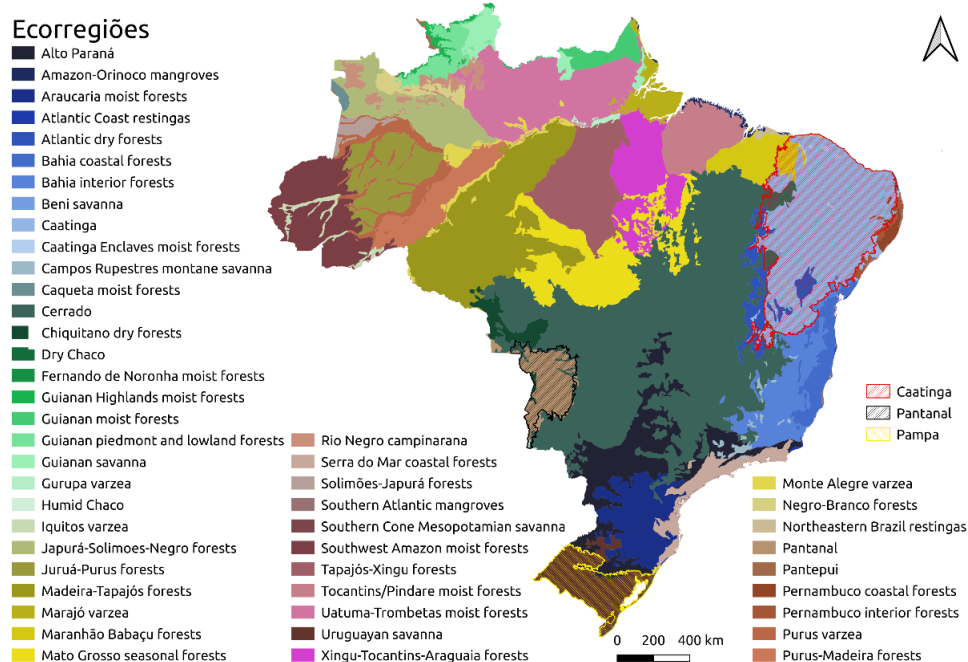 Ecorregiões
Alto Paraná
Amazon-Orinoco mangroves
Araucaria moist forests
Atlantic Coast restingas
Atlantic dry forests
Bahia coastal forests
Bahia interior forests
Beni savanna
Caatinga
Caatinga Enclaves moist forests
Campos Rupestres montane savanna
Caqueta moist forests
Cerrado
Chiquitano dry forests
Dry Chaco
Fernando de Noronha moist forests
Guianan Highlands moist forests
Guianan moist forests
Guianan piedmont and lowland forests
Guianan savanna
Gurupa varzea
Humid Chaco
Iquitos varzea
Japurá-Solimoes-Negro forests
Juruá-Purus forests
Madeira-Tapajós forests
Marajó varzea
Maranhão Babaçu forests
Mato Grosso seasonal forests
Rio Negro campinarana
Serra do Mar coastal forests
Solimões-Japurá forests
Southern Atlantic mangroves
Southern Cone Mesopotamian savanna
Southwest Amazon moist forests
Tapajós-Xingu forests
Tocantins/Pindare moist forests
Uatuma-Trombetas moist forests
Uruguayan savanna
Xingu-Tocantins-Araguaia forests
0 200 400 km
Caatinga
Pantanal
Pampa
Monte Alegre varzea
Negro-Branco forests
Northeastern Brazil restingas
Pantanal
Pantepui
Pernambuco coastal forests
Pernambuco interior forests
Purus varzea
Purus-Madeira forests